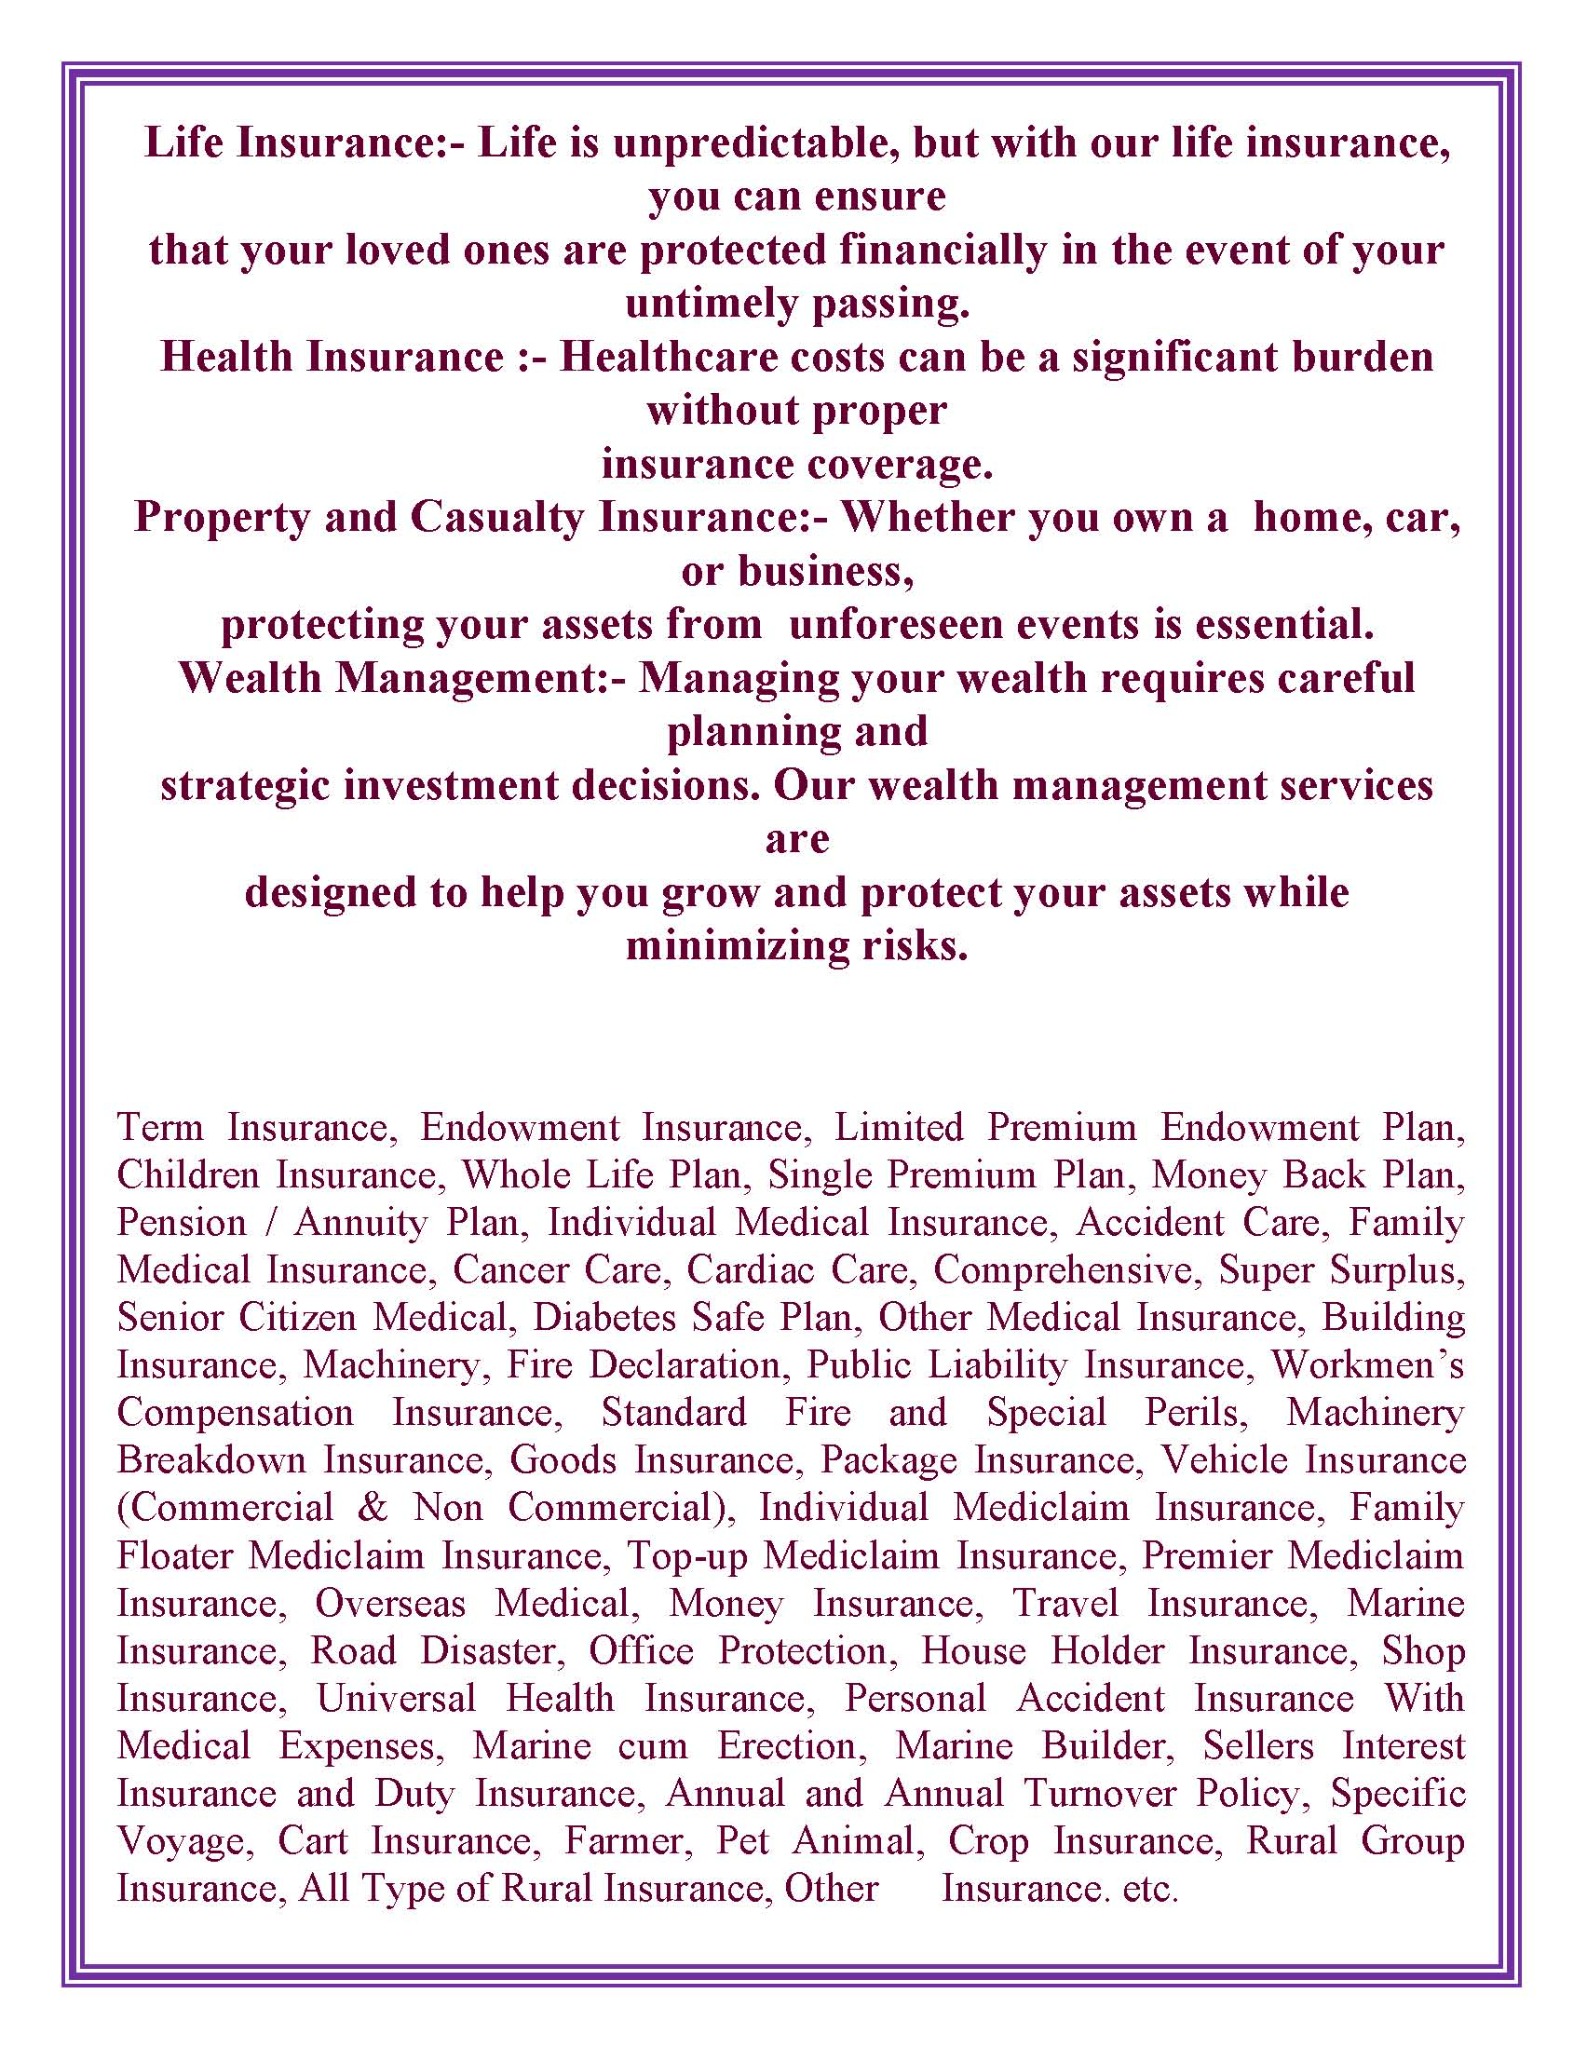 Life Insurance:- Life is unpredictable, but with our life insurance,
you can ensure
that your loved ones are protected financially in the event of your
untimely passing.
Health Insurance :- Healthcare costs can be a significant burden
without proper
insurance coverage.
Property and Casualty Insurance:- Whether you own a  home, car,
or business,
protecting your assets from  unforeseen events is essential.
Wealth Management:- Managing your wealth requires careful
planning and
strategic investment decisions. Our wealth management services
are
designed to help you grow and protect your assets while
minimizing risks.
Term Insurance, Endowment Insurance, Limited Premium Endowment Plan,
Children Insurance, Whole Life Plan, Single Premium Plan, Money Back Plan,
Pension / Annuity Plan, Individual Medical Insurance, Accident Care, Family
Medical Insurance, Cancer Care, Cardiac Care, Comprehensive, Super Surplus,
Senior Citizen Medical, Diabetes Safe Plan, Other Medical Insurance, Building
Insurance, Machinery, Fire Declaration, Public Liability Insurance, Workmen’s
Compensation Insurance, Standard Fire and Special Perils, Machinery
Breakdown Insurance, Goods Insurance, Package Insurance, Vehicle Insurance
(Commercial & Non Commercial), Individual Mediclaim Insurance, Family
Floater Mediclaim Insurance, Top-up Mediclaim Insurance, Premier Mediclaim
Insurance, Overseas Medical, Money Insurance, Travel Insurance, Marine
Insurance, Road Disaster, Office Protection, House Holder Insurance, Shop
Insurance, Universal Health Insurance, Personal Accident Insurance With
Medical Expenses, Marine cum Erection, Marine Builder, Sellers Interest
Insurance and Duty Insurance, Annual and Annual Turnover Policy, Specific
Voyage, Cart Insurance, Farmer, Pet Animal, Crop Insurance, Rural Group
Insurance, All Type of Rural Insurance, Other     Insurance. etc.